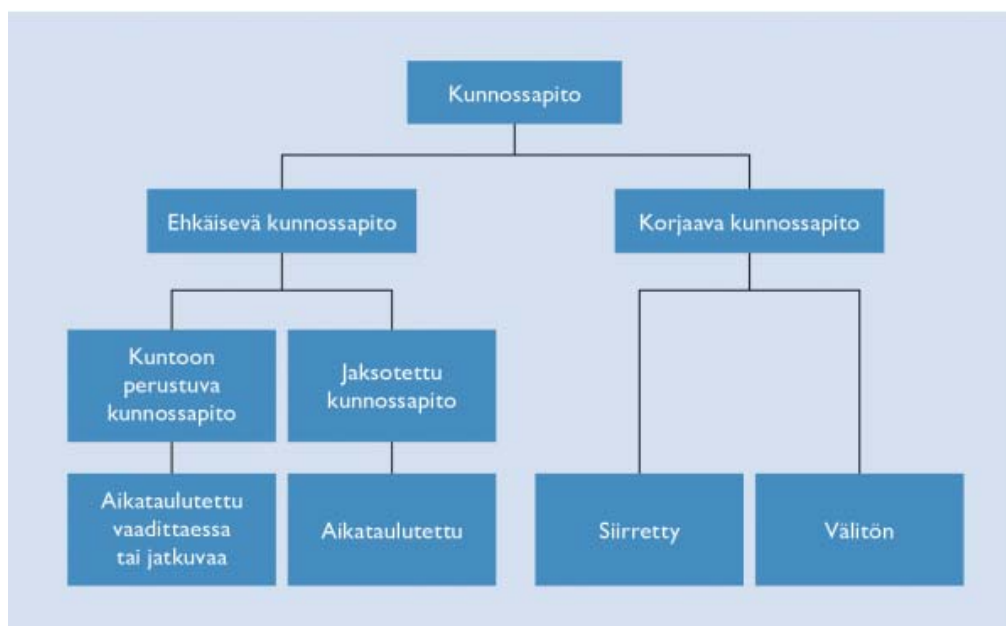 Kunnossapito
Ehkäisevä kunnossapito
Korjaava kunnossapito
Kuntoon
perustuva
kunnossapito
Jaksotettu
kunnossapito
Aikataulutettu
vaadittaessa
tai jatkuvaa
Aikataulutettu
Siirretty
Välitön